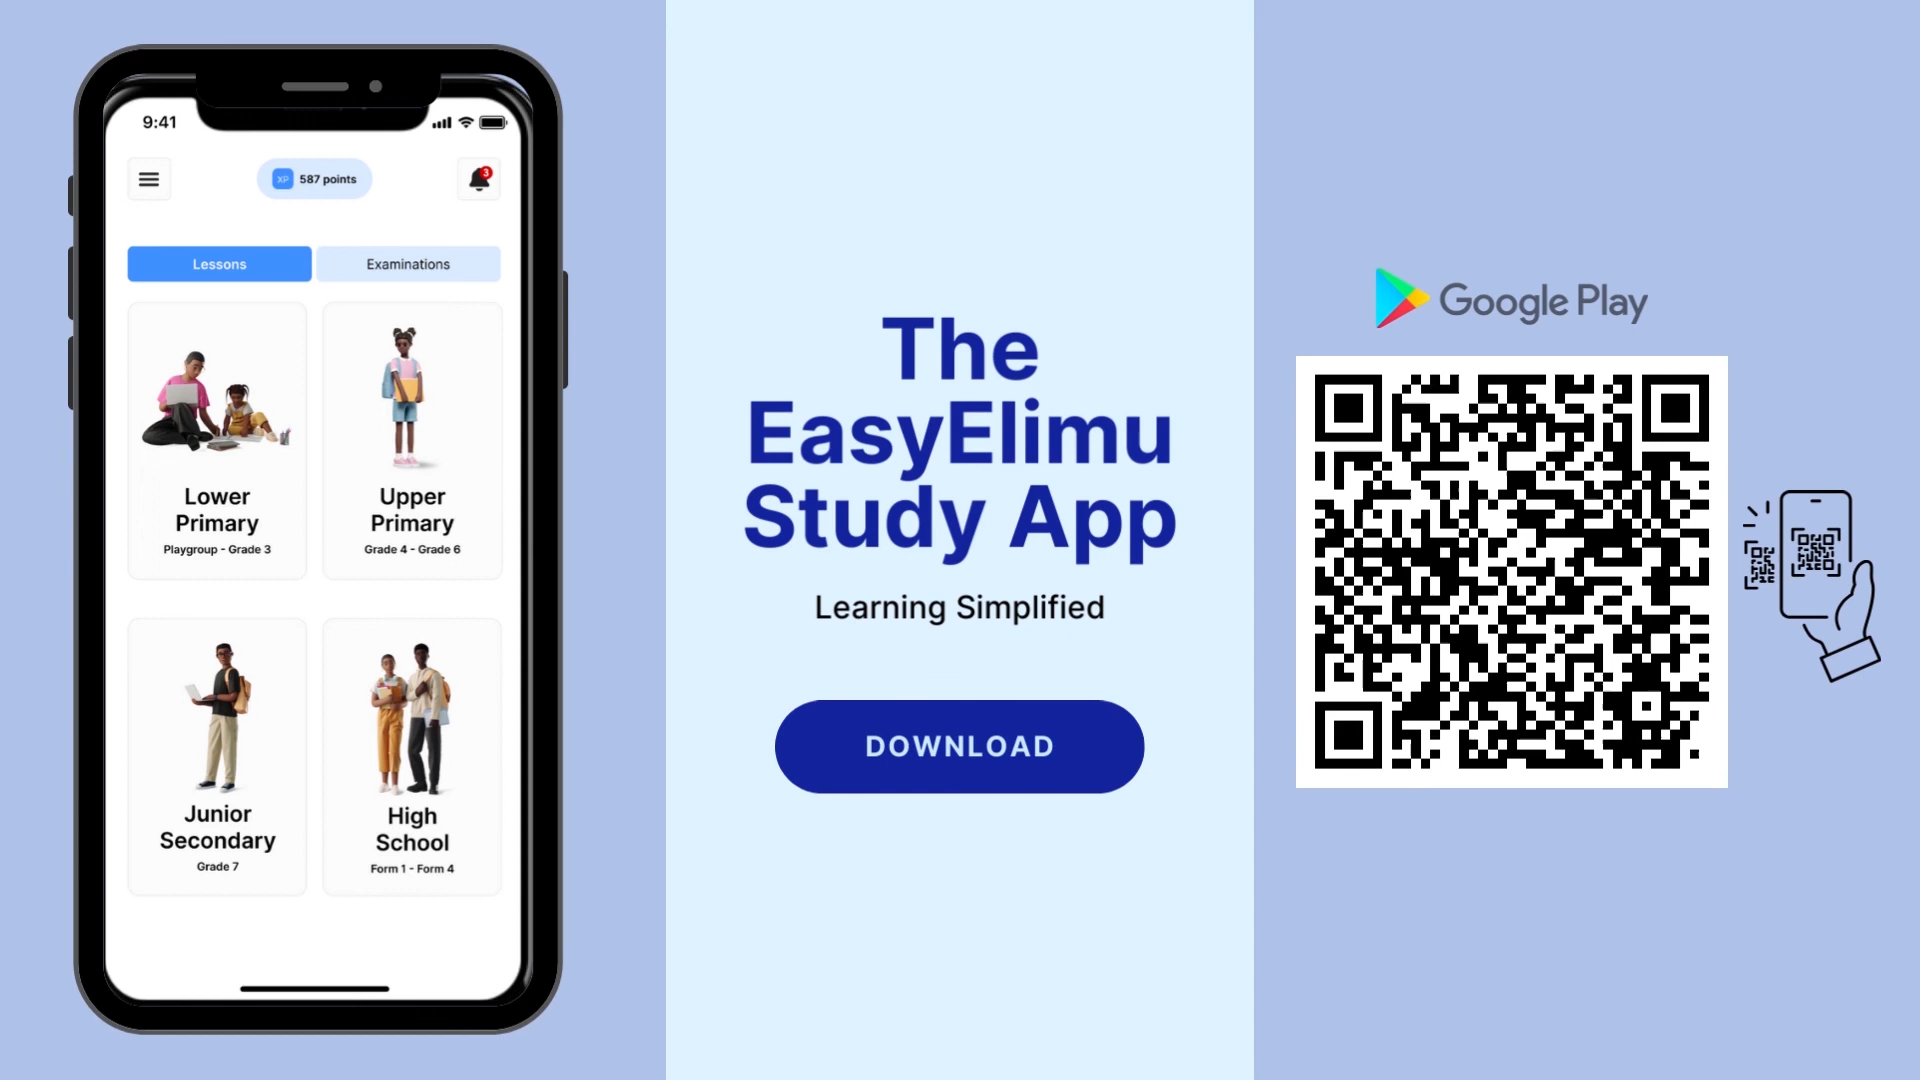 9:41
XP 587 points
3
Lessons
Examinations
Lower
Primary
Playgroup - Grade 3
Upper
Primary
Grade 4 - Grade 6
Junior
Secondary
Grade 7
High
School
Form 1 - Form 4
The
EasyElimu
Study App
Learning Simplified
DOWNLOAD
Google Play